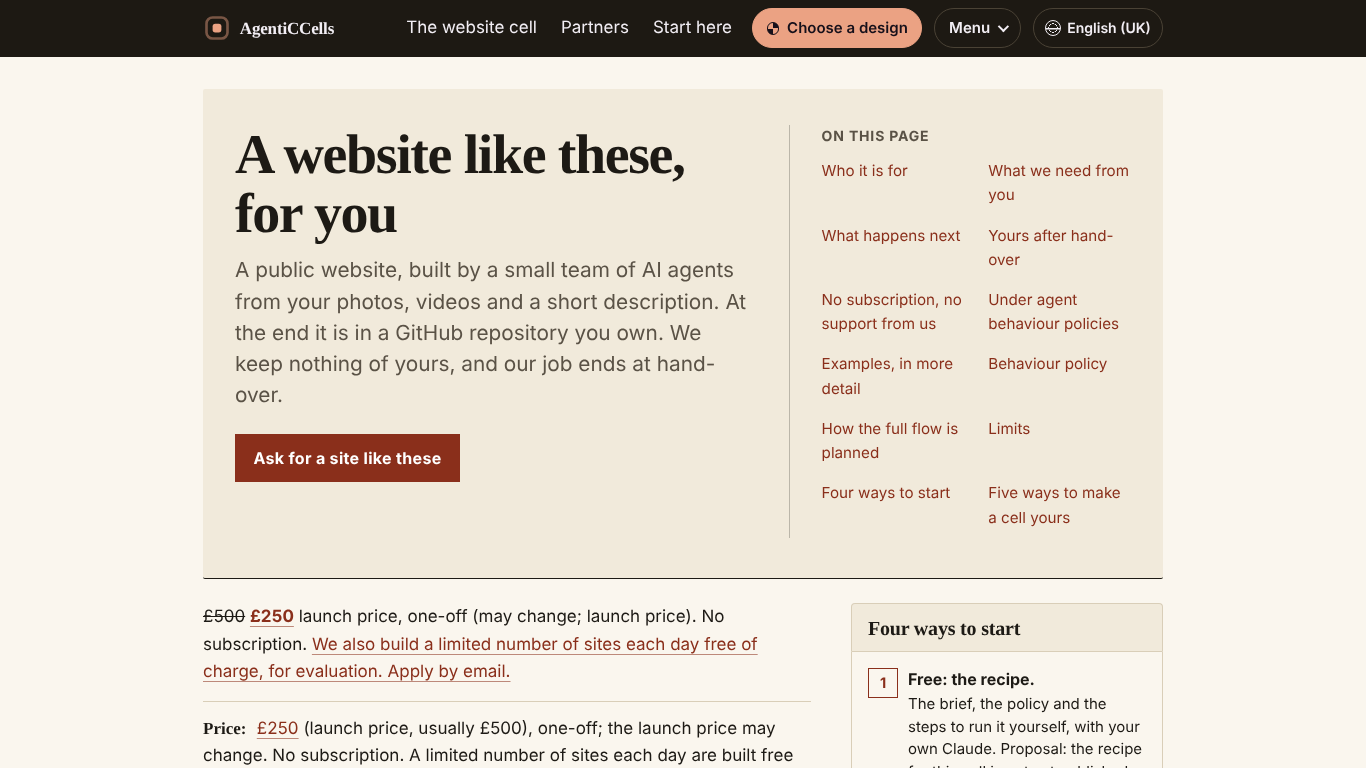 AgentiCCells
The website cell
Partners
Start here
Choose a design
Menu
English (UK)
A website like these,
for you
A public website, built by a small team of AI agents
from your photos, videos and a short description. At
the end it is in a GitHub repository you own. We
keep nothing of yours, and our job ends at hand-
over.
Ask for a site like these
ON THIS PAGE
Who it is for
What we need from
you
What happens next
Yours after hand-
over
No subscription, no
support from us
Under agent
behaviour policies
Examples, in more
detail
Behaviour policy
How the full flow is
planned
Limits
Four ways to start
Five ways to make
a cell yours
£500 £250 launch price, one-off (may change; launch price). No
subscription. We also build a limited number of sites each day free of
charge, for evaluation. Apply by email.
Price: £250 (launch price, usually £500), one-off; the launch price may
change. No subscription. A limited number of sites each day are built free
Four ways to start
1
Free: the recipe.
The brief, the policy and the
steps to run it yourself, with your
own Claude. Proposal: the recipe